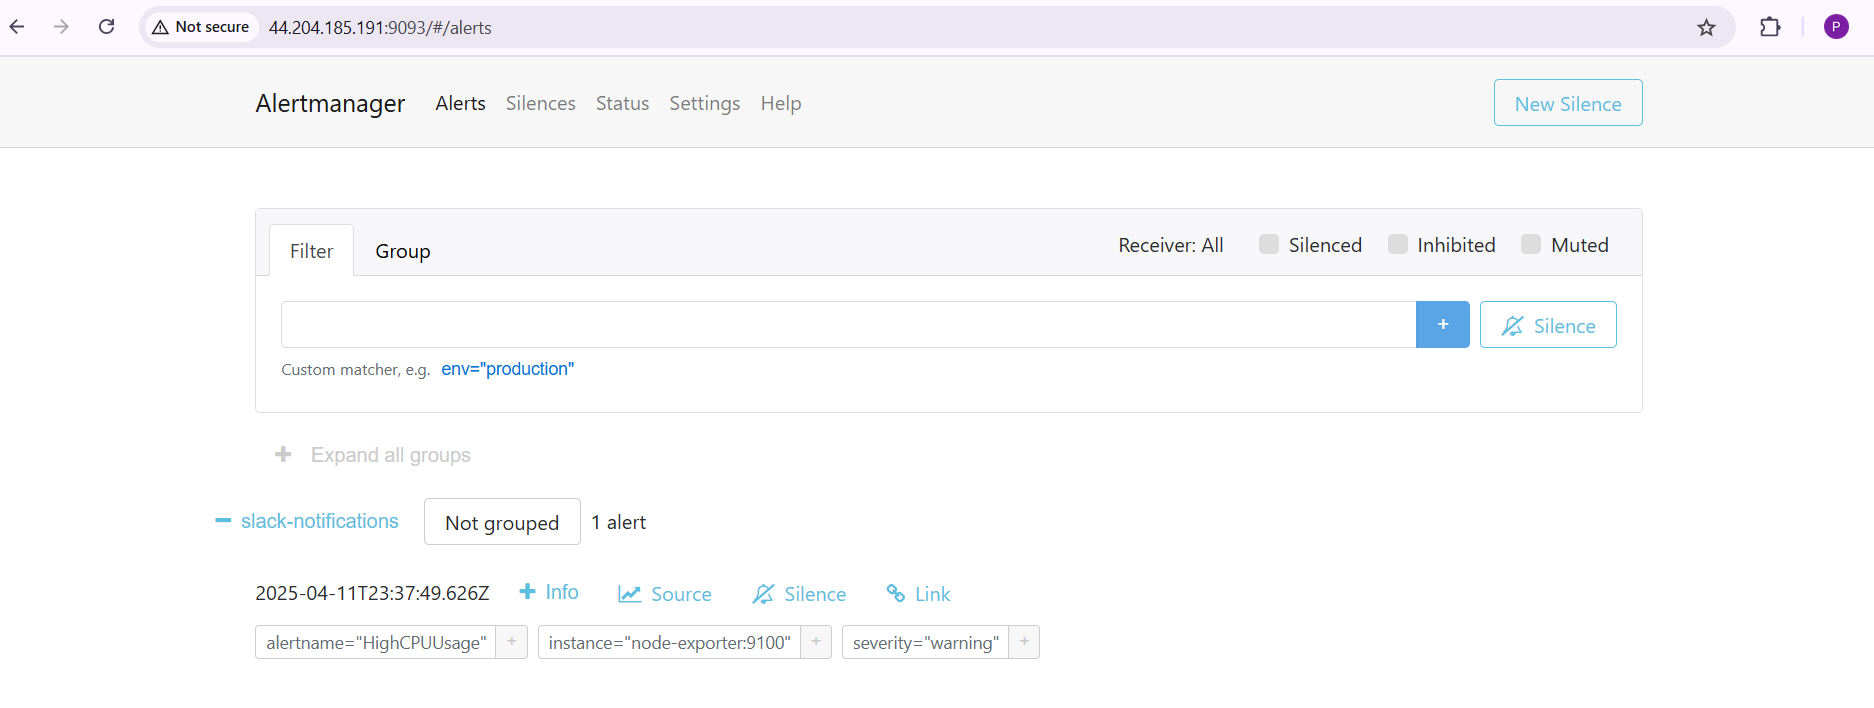 Not secure 44.204.185.191:9093/#/alerts P
Alertmanager Alerts Silences Status Settings Help New Silence
Filter Group Receiver: All Silenced Inhibited Muted
+ Silence
Custom matcher, e.g. env="production"
+ Expand all groups
slack-notifications Not grouped 1 alert
2025-04-11T23:37:49.626Z + Info Source Silence Link
alertname="HighCPUUsage" + instance="node-exporter:9100" + severity="warning" +